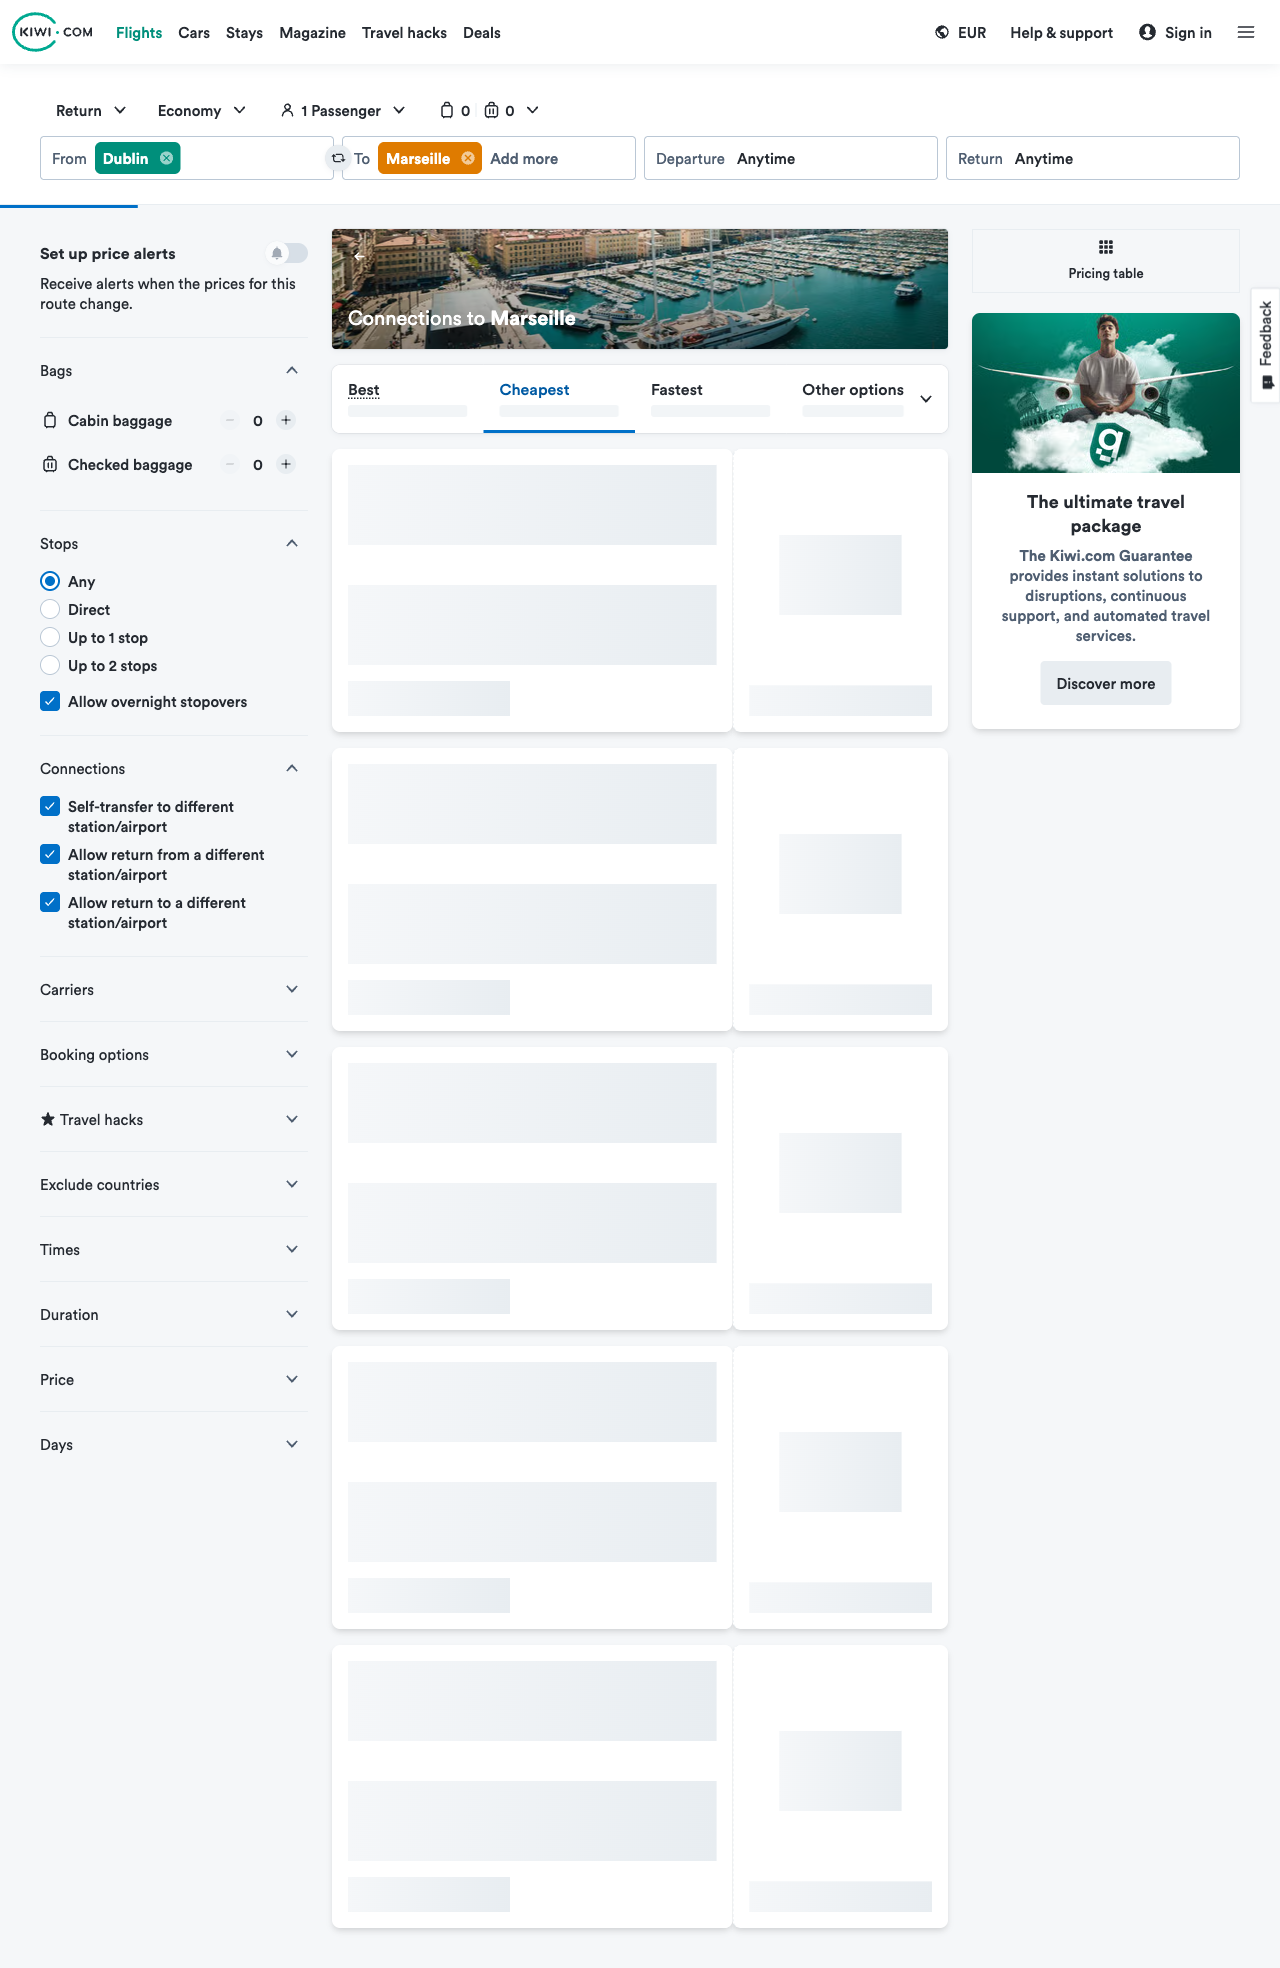 KIWI.COM Flights Cars Stays Magazine Travel hacks Deals EUR Help & support Sign in
Return Economy 1 Passenger 0 0
From Dublin To Marseille Add more Departure Anytime Return Anytime
Set up price alerts
Receive alerts when the prices for this
route change.
Bags
Cabin baggage 0
Checked baggage 0
Stops
Any
Direct
Up to 1 stop
Up to 2 stops
Allow overnight stopovers
Connections
Self-transfer to different
station/airport
Allow return from a different
station/airport
Allow return to a different
station/airport
Carriers
Booking options
Travel hacks
Exclude countries
Times
Duration
Price
Days
Connections to Marseille
Best Cheapest Fastest Other options
Pricing table
Feedback
The ultimate travel
package
The Kiwi.com Guarantee
provides instant solutions to
disruptions, continuous
support, and automated travel
services.
Discover more